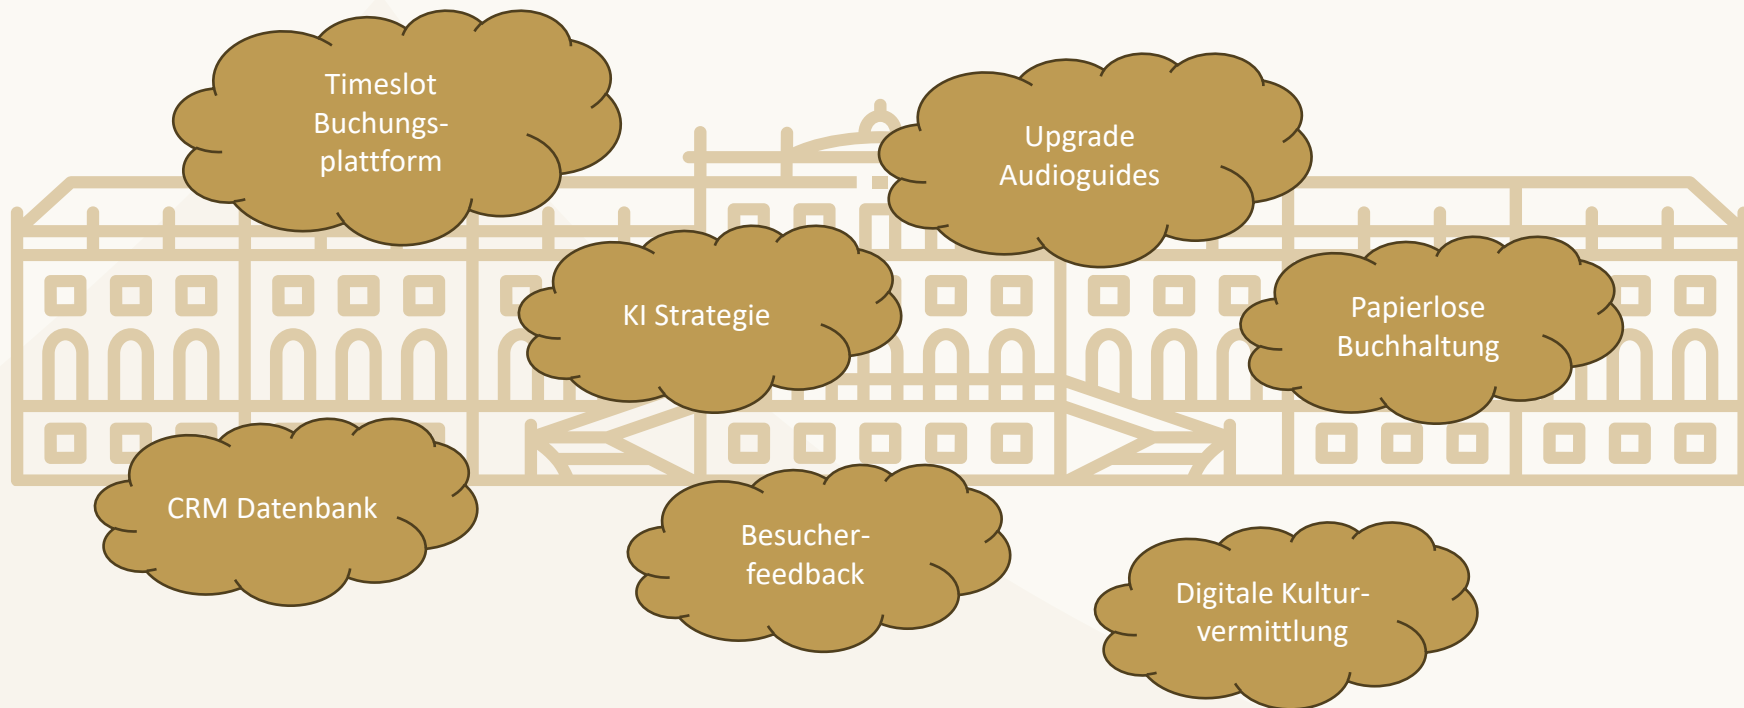 Timeslot
Buchungs-
plattform
Upgrade
Audioguides
KI Strategie
Papierlose
Buchhaltung
CRM Datenbank
Besucher-
feedback
Digitale Kultur-
vermittlung